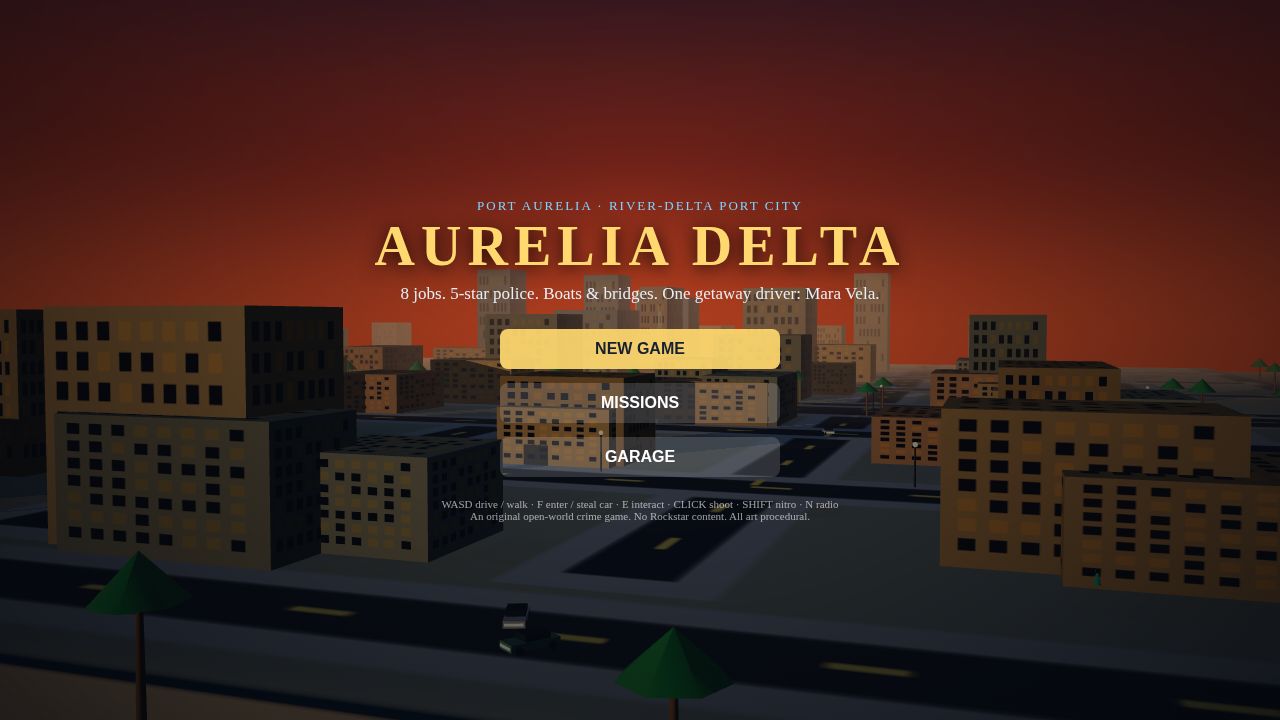 PORT AURELIA · RIVER-DELTA PORT CITY
AURELIA DELTA
8 jobs. 5-star police. Boats & bridges. One getaway driver: Mara Vela.
NEW GAME
MISSIONS
GARAGE
WASD drive / walk · F enter / steal car · E interact · CLICK shoot · SHIFT nitro · N radio
An original open-world crime game. No Rockstar content. All art procedural.